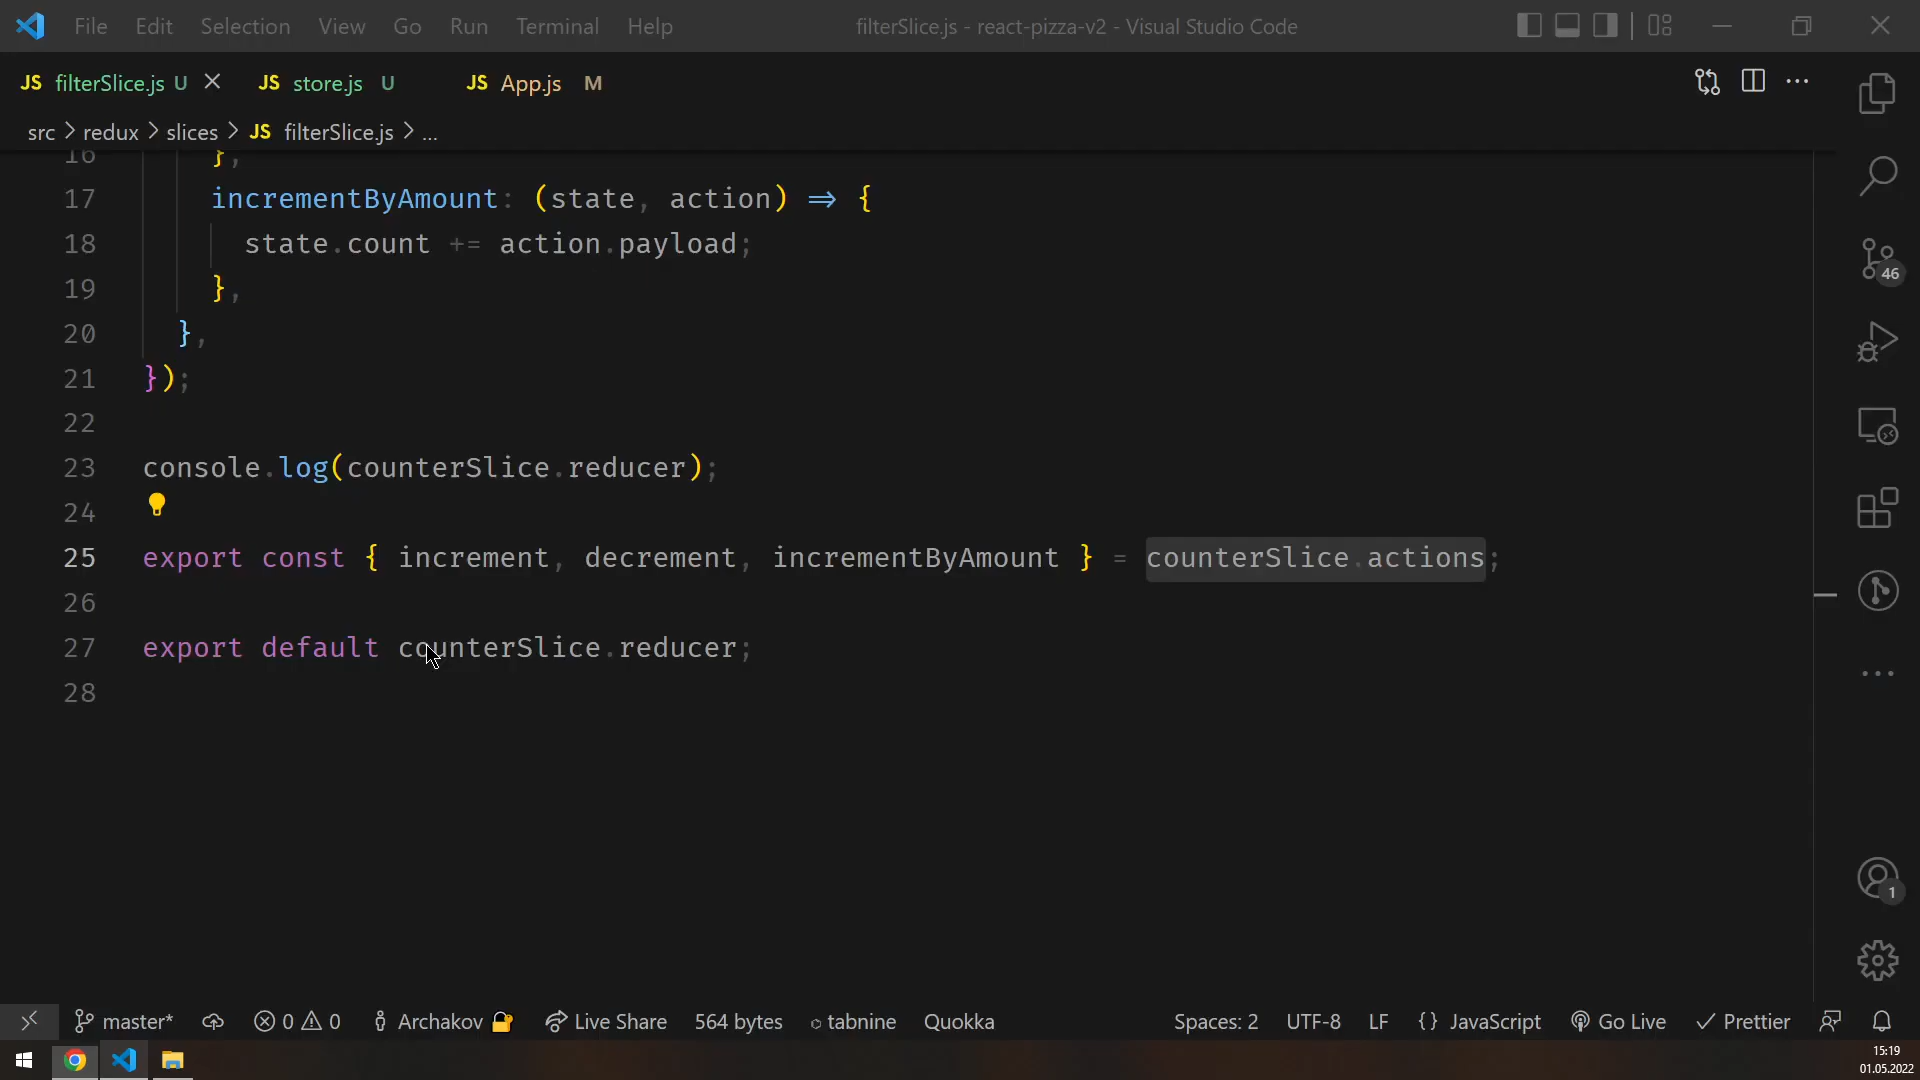 File Edit Selection View Go Run Terminal Help filterSlice.js - react-pizza-v2 - Visual Studio Code
JS filterSlice.js U JS store.js U JS App.js M
src > redux > slices > JS filterSlice.js > ...
16 },
17 incrementByAmount: (state, action) => {
18 state.count += action.payload;
19 },
20 },
21 });
22
23 console.log(counterSlice.reducer);
24
25 export const { increment, decrement, incrementByAmount } = counterSlice.actions;
26
27 export default counterSlice.reducer;
28
46
1
master* 0 0 Archakov Live Share 564 bytes tabnine Quokka Spaces: 2 UTF-8 LF {} JavaScript Go Live Prettier
15:19
01.05.2022